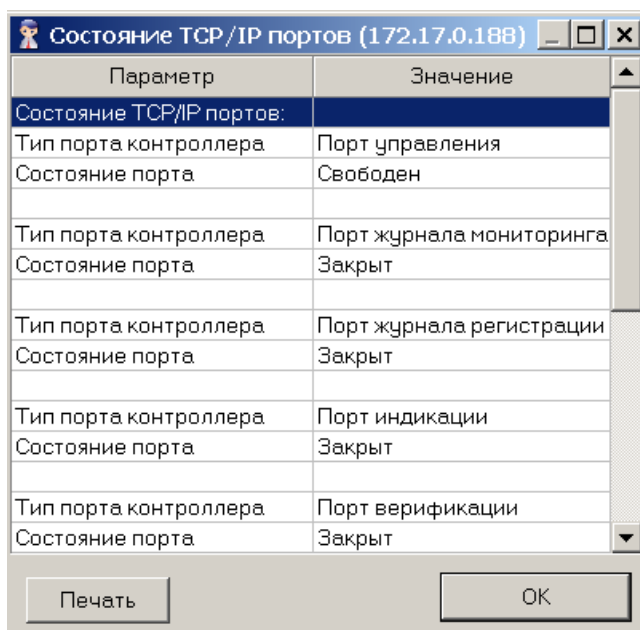 Состояние TCP/IP портов (172.17.0.188)
Параметр Значение
Состояние TCP/IP портов:
Тип порта контроллера Порт управления
Состояние порта Свободен
Тип порта контроллера Порт журнала мониторинга
Состояние порта Закрыт
Тип порта контроллера Порт журнала регистрации
Состояние порта Закрыт
Тип порта контроллера Порт индикации
Состояние порта Закрыт
Тип порта контроллера Порт верификации
Состояние порта Закрыт
Печать OK